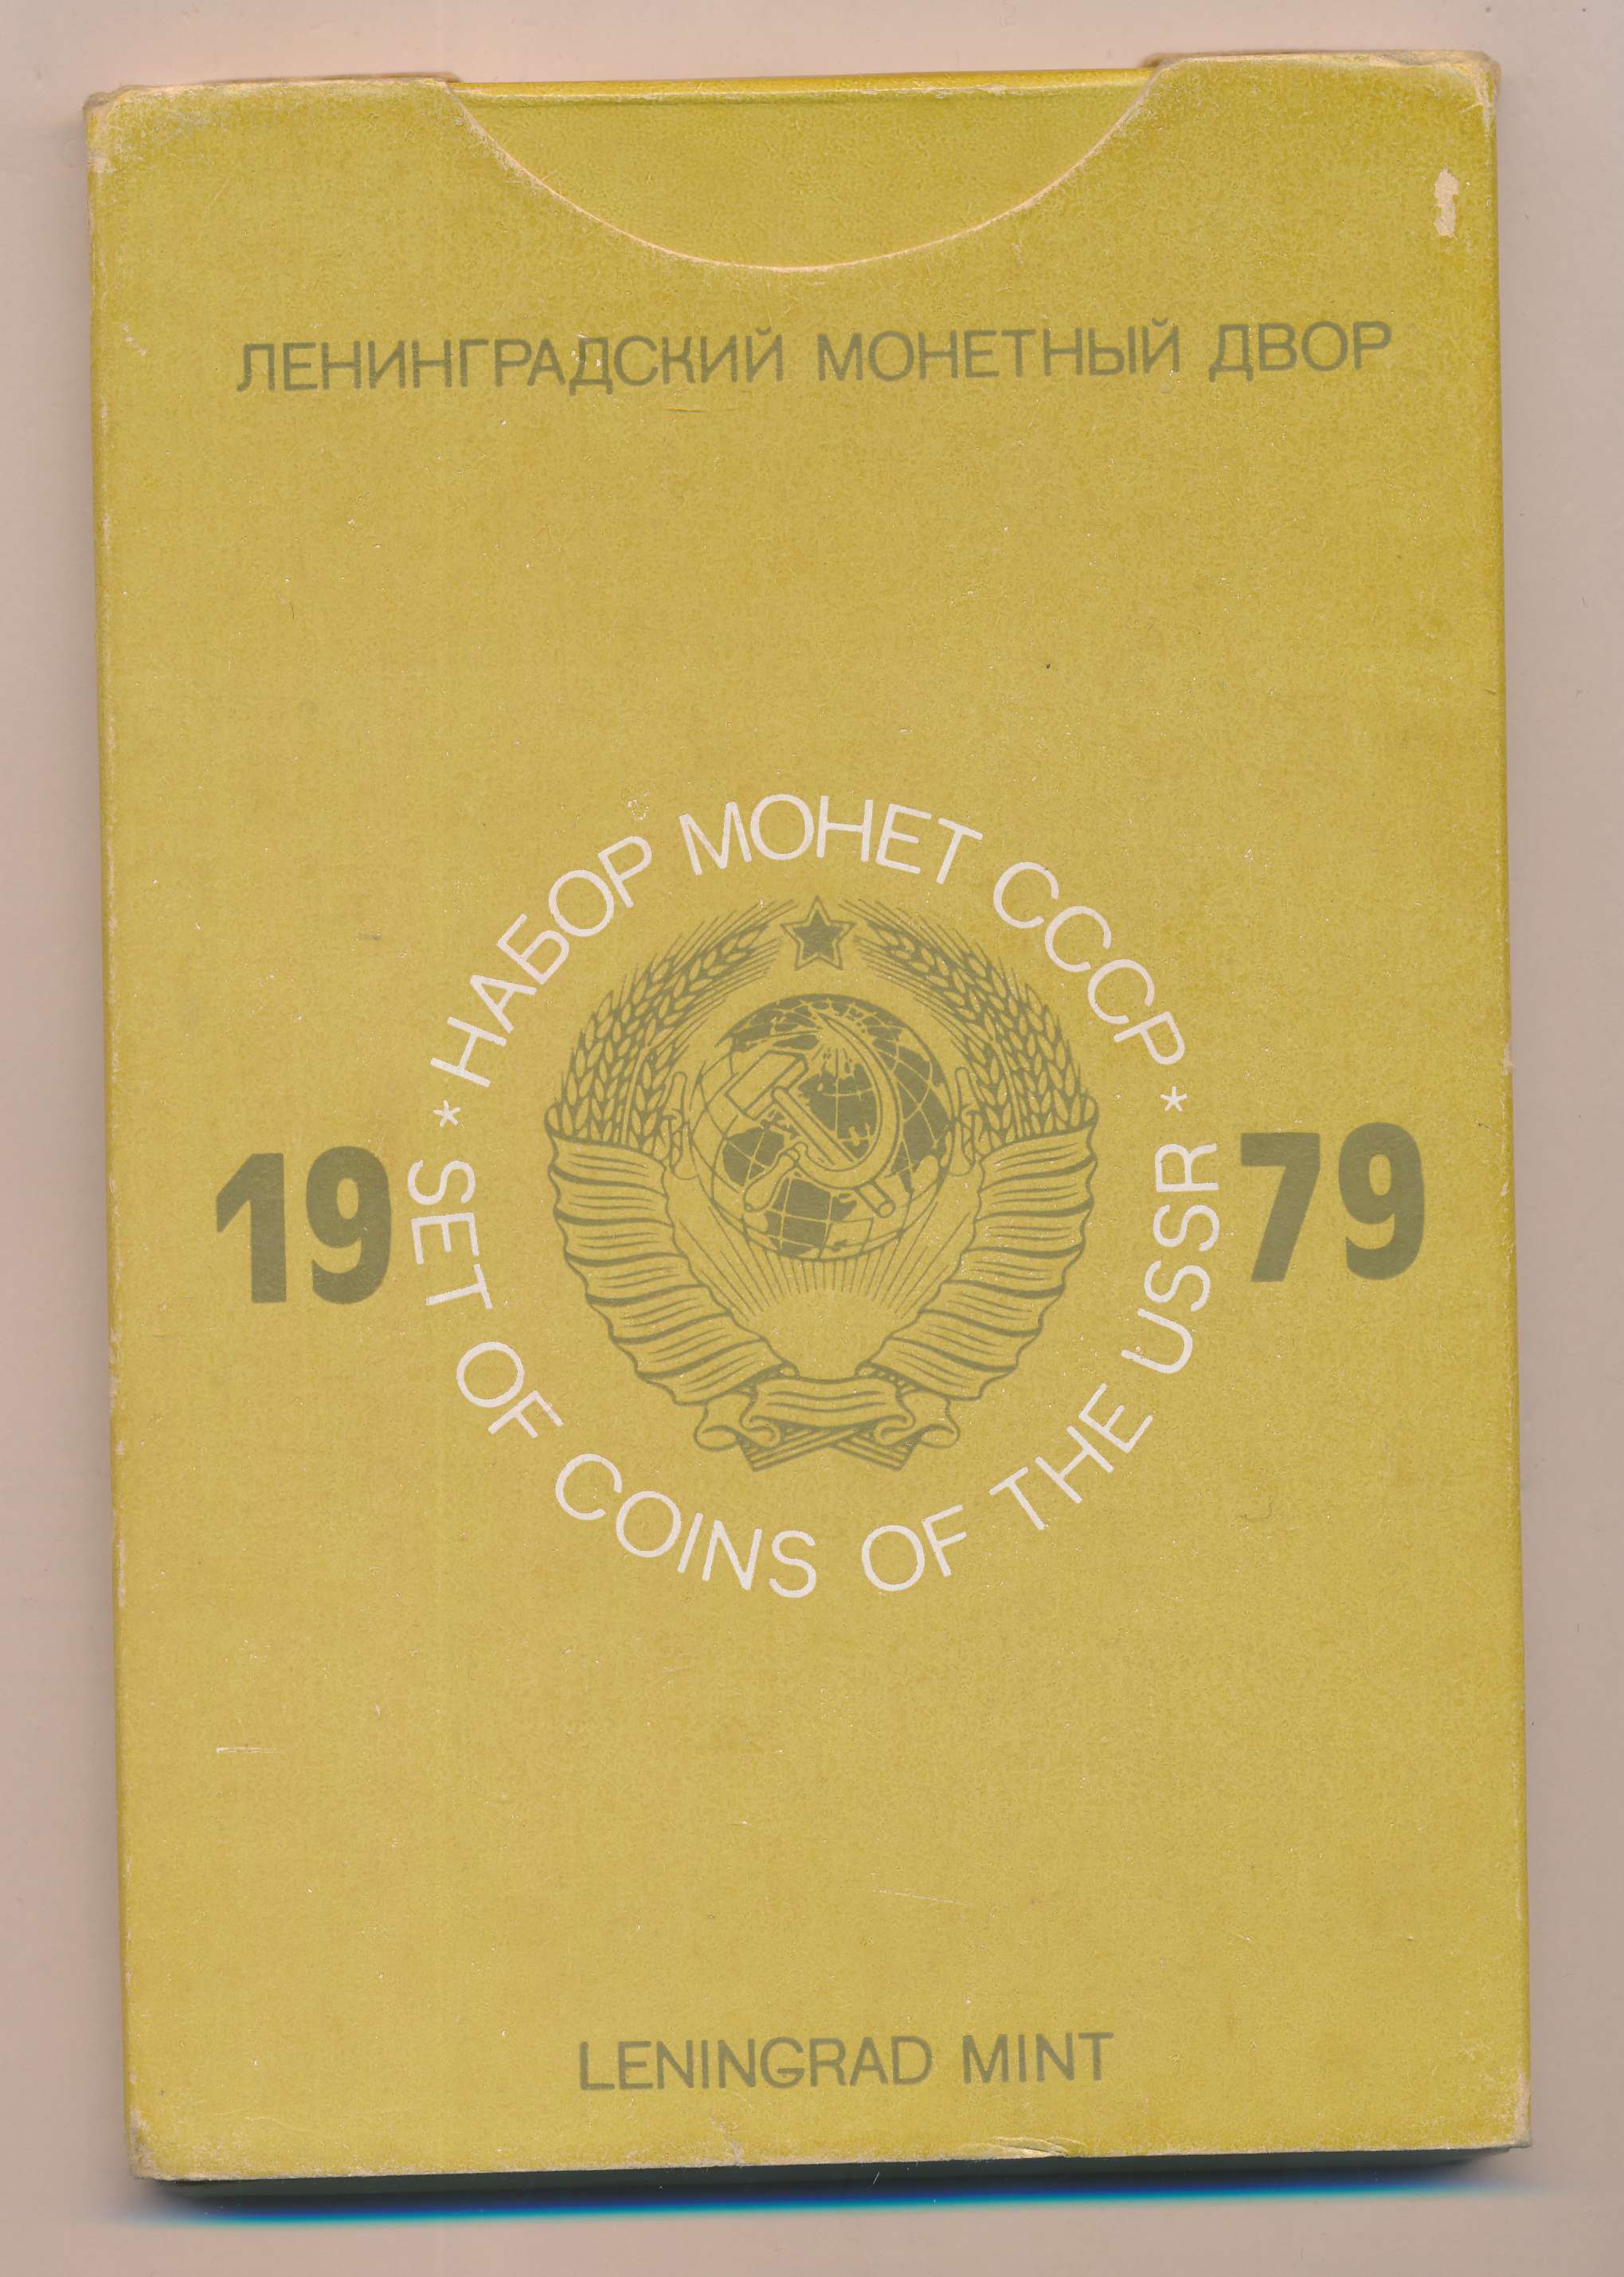 ЛЕНИНГРАДСКИЙ МОНЕТНЫЙ ДВОР
* НАБОР МОНЕТ СССР *
19 79
SET OF COINS OF THE USSR
LENINGRAD MINT